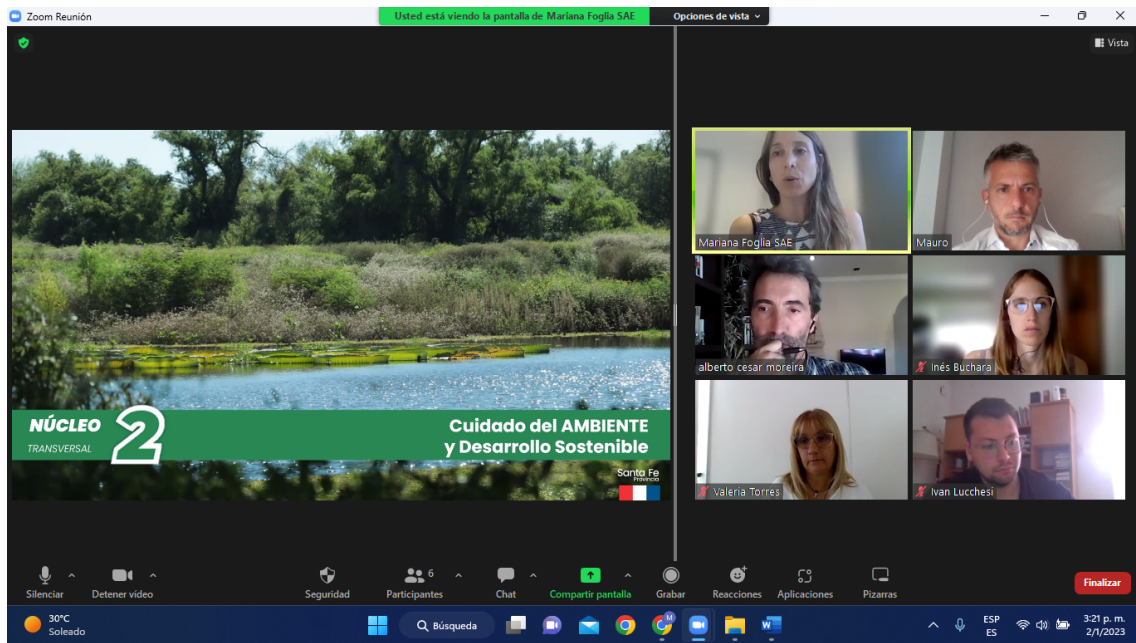 Zoom Reunión
Usted está viendo la pantalla de Mariana Foglia SAE
Opciones de vista
Vista
NÚCLEO 2
TRANSVERSAL
Cuidado del AMBIENTE
y Desarrollo Sostenible
Santa Fe
Provincia
Mariana Foglia SAE
Mauro
alberto cesar moreira
Inés Buchara
Valeria Torres
Ivan Lucchesi
Silenciar
Detener vídeo
Seguridad
Participantes
6
Chat
Compartir pantalla
Grabar
Reacciones
Aplicaciones
Pizarras
Finalizar
30°C
Soleado
Búsqueda
ESP
ES
3:21 p. m.
2/1/2023